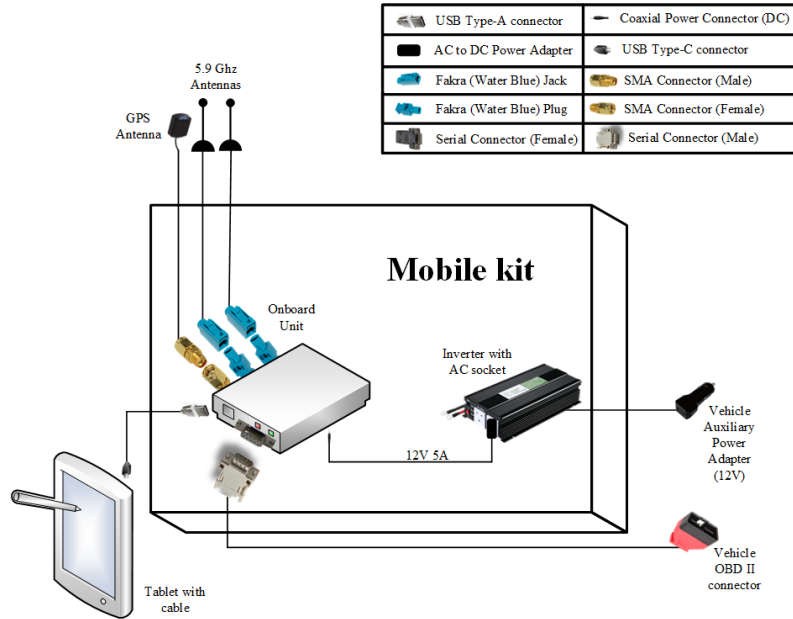 USB Type-A connector
Coaxial Power Connector (DC)
AC to DC Power Adapter
USB Type-C connector
Fakra (Water Blue) Jack
SMA Connector (Male)
Fakra (Water Blue) Plug
SMA Connector (Female)
Serial Connector (Female)
Serial Connector (Male)
5.9 Ghz
Antennas
GPS
Antenna
Mobile kit
Onboard
Unit
Inverter with
AC socket
12V 5A
Vehicle
Auxiliary
Power
Adapter
(12V)
Vehicle
OBD II
connector
Tablet with
cable